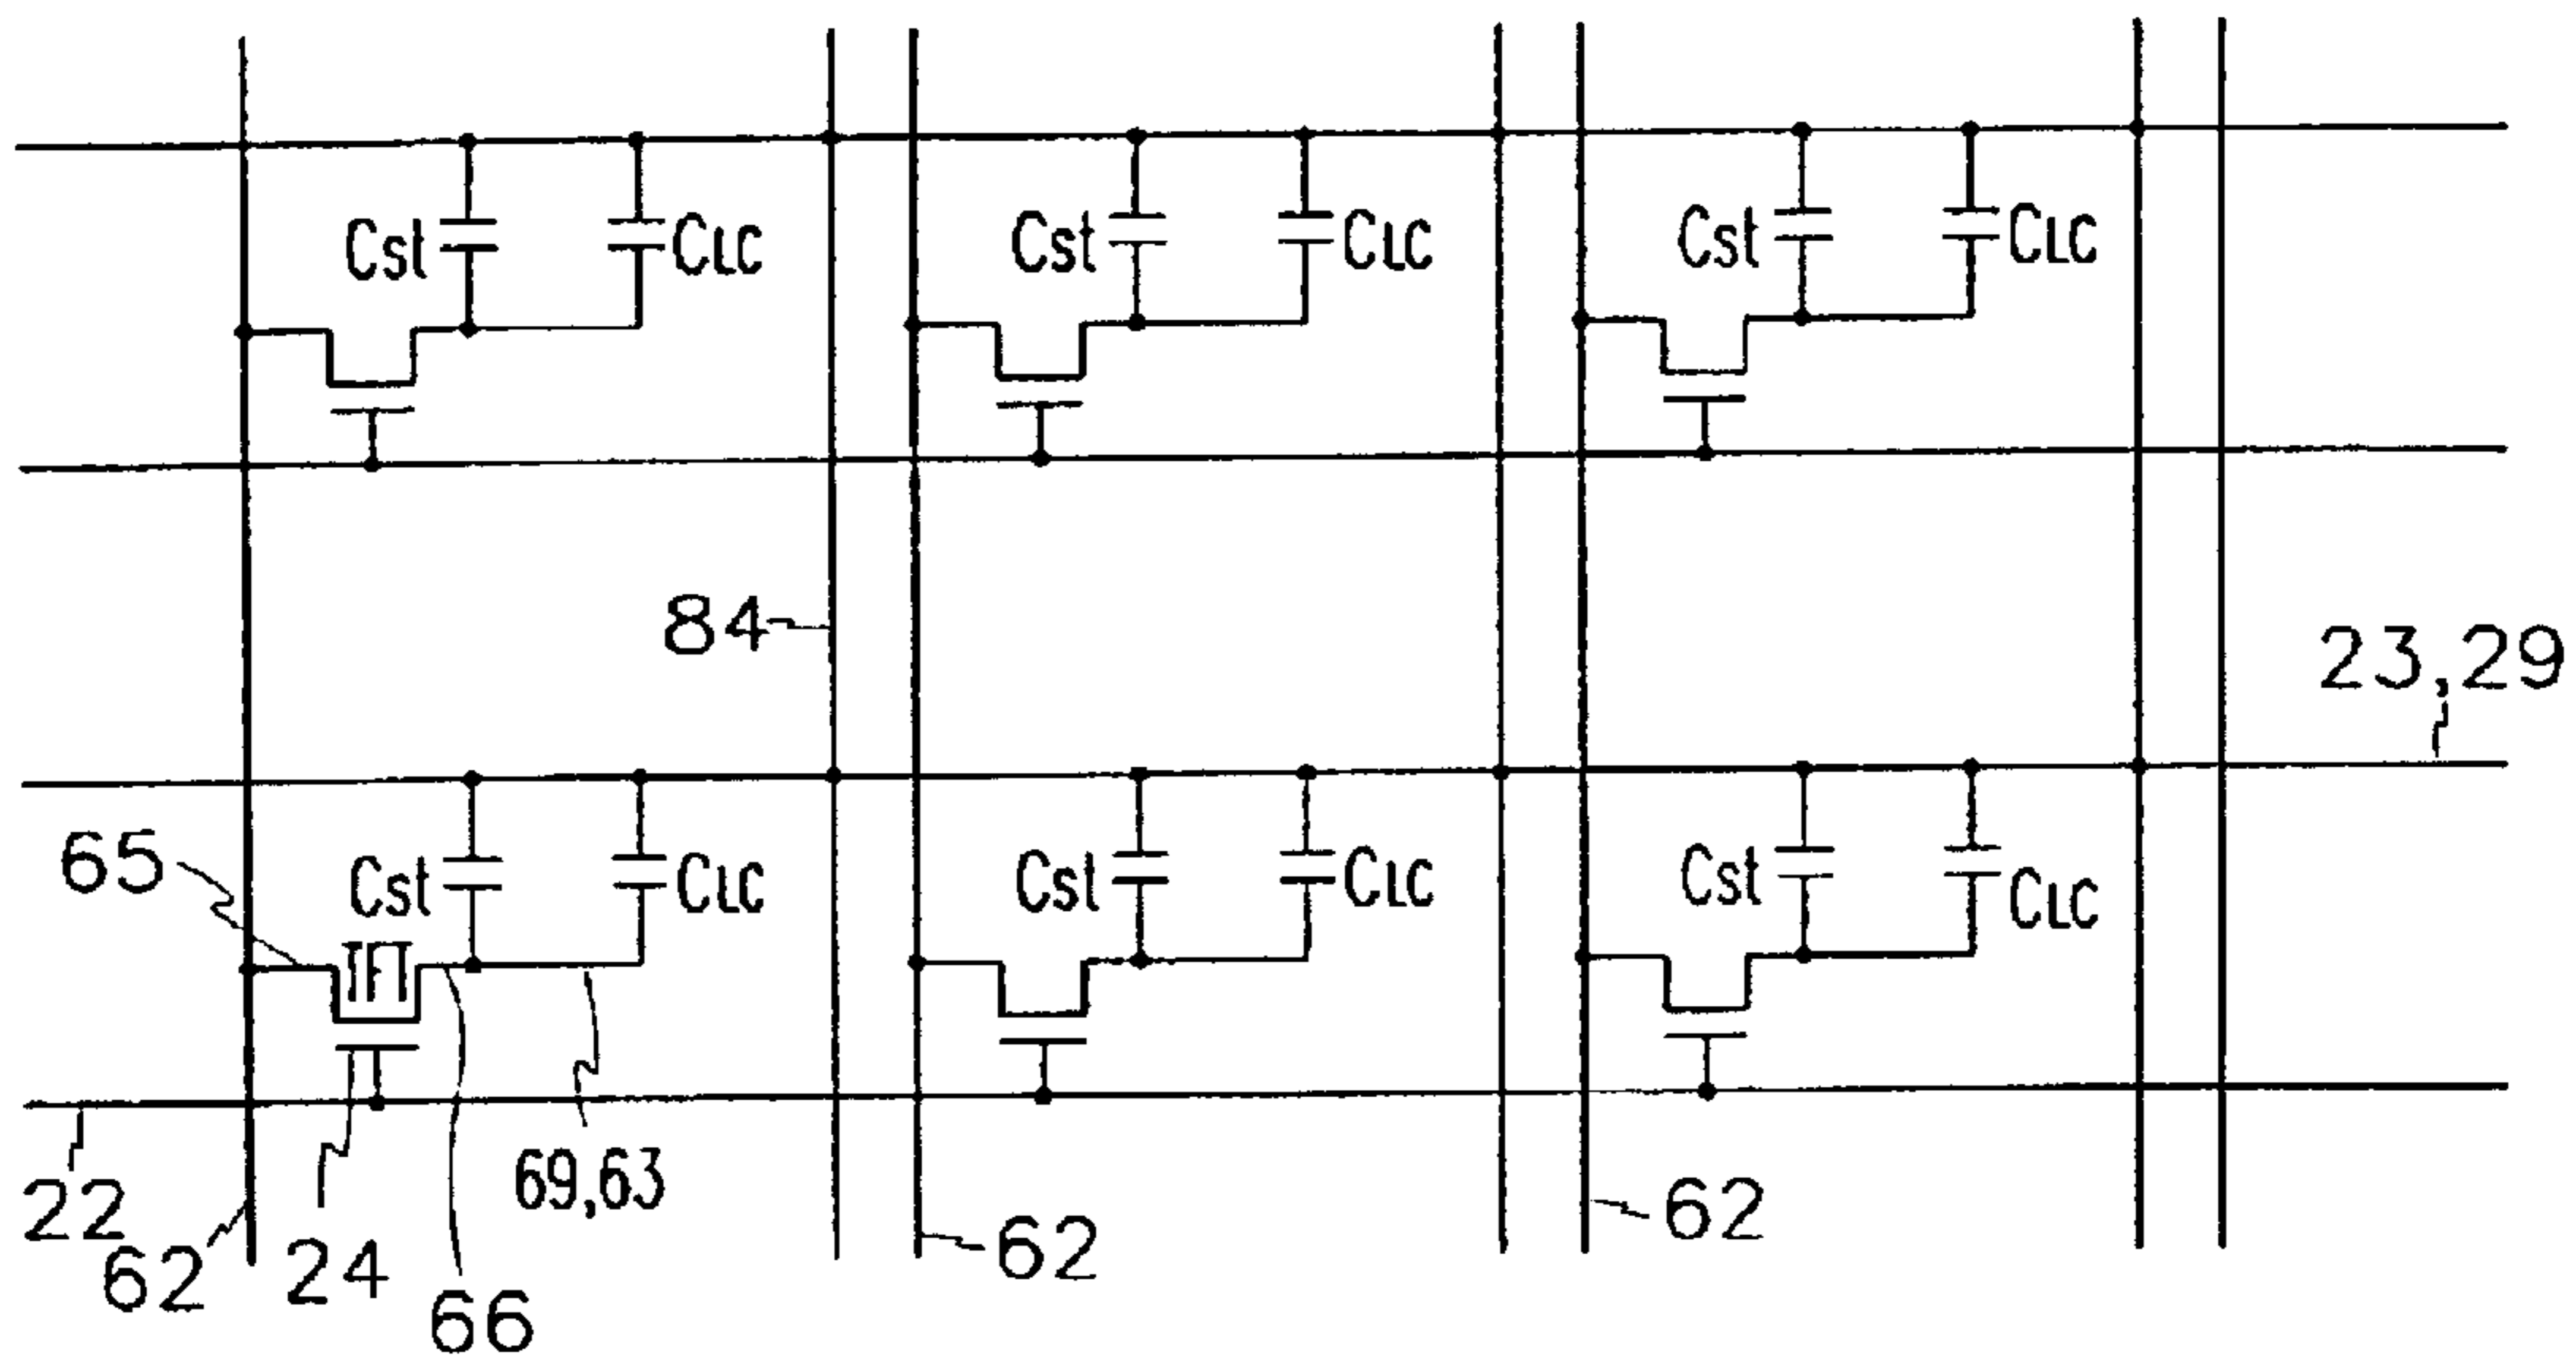 Cst CLC Cst CLC Cst CLC
84
23,29
65 Cst CLC Cst CLC Cst CLC
TFT
22 62 24 66 69,63 62 62